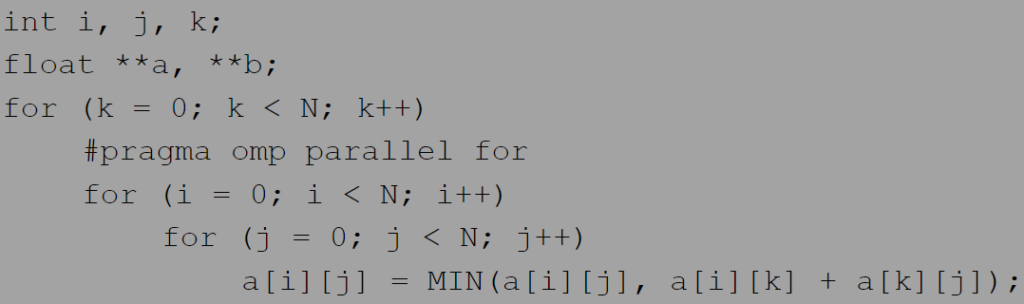 int i, j, k;
float **a, **b;
for (k = 0; k < N; k++)
#pragma omp parallel for
for (i = 0; i < N; i++)
for (j = 0; j < N; j++)
a[i][j] = MIN(a[i][j], a[i][k] + a[k][j]);